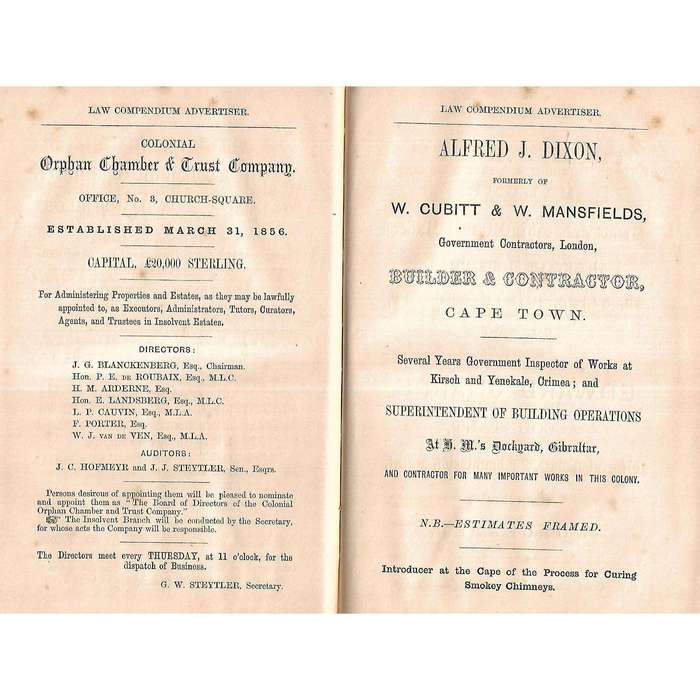 LAW COMPENDIUM ADVERTISER.
COLONIAL
Orphan Chamber & Trust Company.
OFFICE, No. 3, CHURCH-SQUARE.
ESTABLISHED MARCH 31, 1856.
CAPITAL, £20,000 STERLING.
For Administering Properties and Estates, as they may be lawfully
appointed to, as Executors, Administrators, Tutors, Curators,
Agents, and Trustees in Insolvent Estates.
DIRECTORS:
J. G. BLANCKENBERG, Esq., Chairman.
Hon. P. E. DE ROUBAIX, Esq., M.L.C.
H. M. ARDERNE, Esq.
Hon. E. LANDSBERG, Esq., M.L.C.
L. P. CAUVIN, Esq., M.L.A.
F. PORTER, Esq.
W. J. VAN DE VEN, Esq., M.L.A.
AUDITORS:
J. C. HOFMEYR and J. J. STEYTLER, Sen., Esqrs.
Persons desirous of appointing them will be pleased to nominate
and appoint them as "The Board of Directors of the Colonial
Orphan Chamber and Trust Company."
☞ The Insolvent Branch will be conducted by the Secretary,
for whose acts the Company will be responsible.
The Directors meet every THURSDAY, at 11 o'clock, for the
dispatch of Business.
G. W. STEYTLER, Secretary.
LAW COMPENDIUM ADVERTISER.
ALFRED J. DIXON,
FORMERLY OF
W. CUBITT & W. MANSFIELDS,
Government Contractors, London,
BUILDER & CONTRACTOR,
CAPE TOWN.
Several Years Government Inspector of Works at
Kirsch and Yenekale, Crimea; and
SUPERINTENDENT OF BUILDING OPERATIONS
At H. M.'s Dockyard, Gibraltar,
AND CONTRACTOR FOR MANY IMPORTANT WORKS IN THIS COLONY.
N.B.—ESTIMATES FRAMED.
Introducer at the Cape of the Process for Curing
Smokey Chimneys.